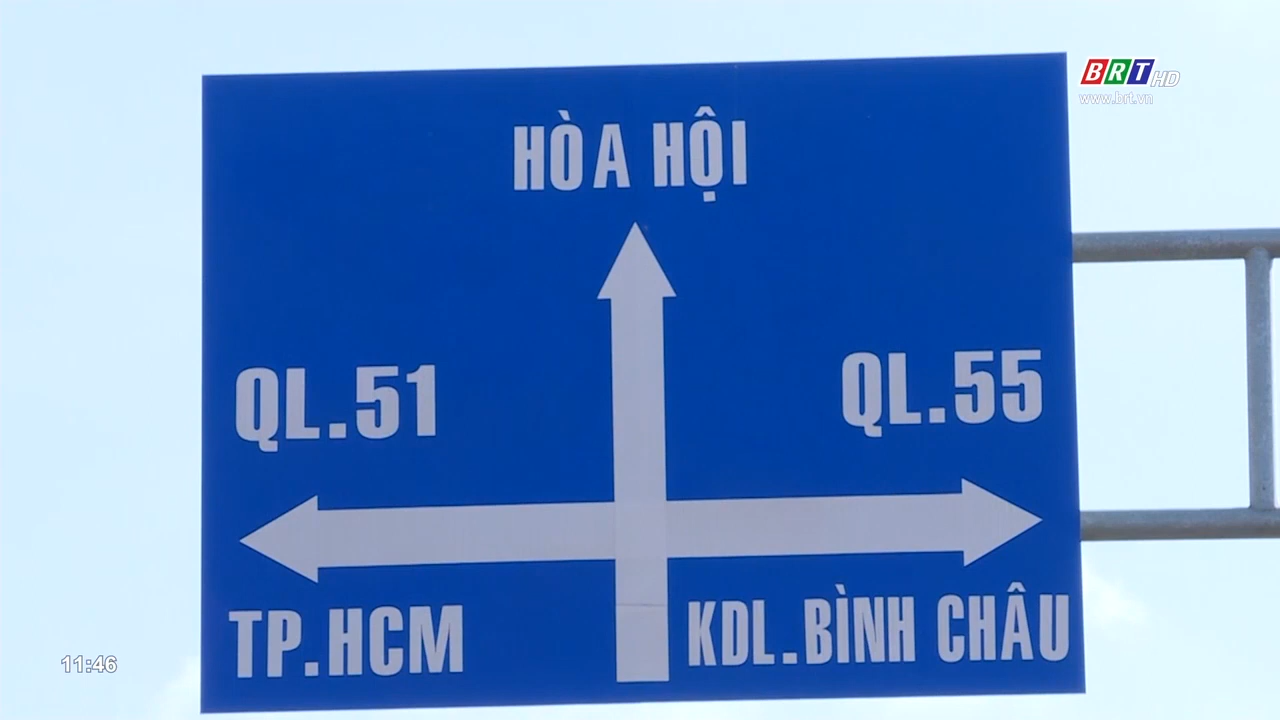 BRT HD
www.brt.vn
HÒA HỘI
QL.51
QL.55
TP.HCM
KDL.BÌNH CHÂU
11:46